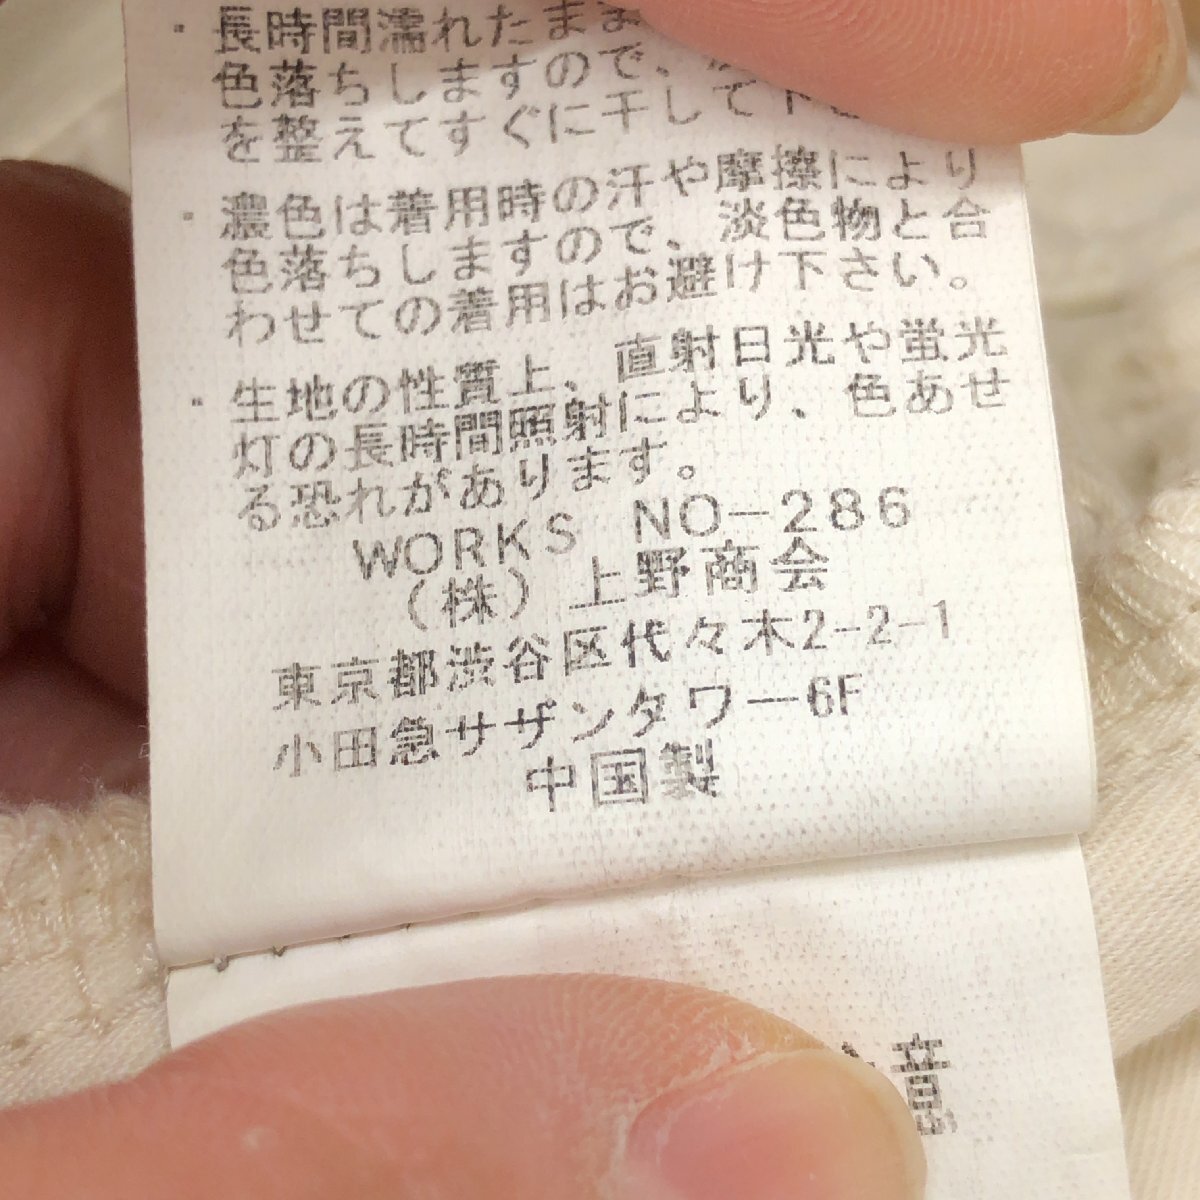 ・長時間濡れたまま
色落ちしますので、
を整えてすぐに干して下
・濃色は着用時の汗や摩擦により
色落ちしますので、淡色物と合
わせての着用はお避け下さい。
・生地の性質上、直射日光や蛍光
灯の長時間照射により、色あせ
る恐れがあります。
WORKS NO-286
(株)上野商会
東京都渋谷区代々木2-2-1
小田急サザンタワー6F
中国製
意